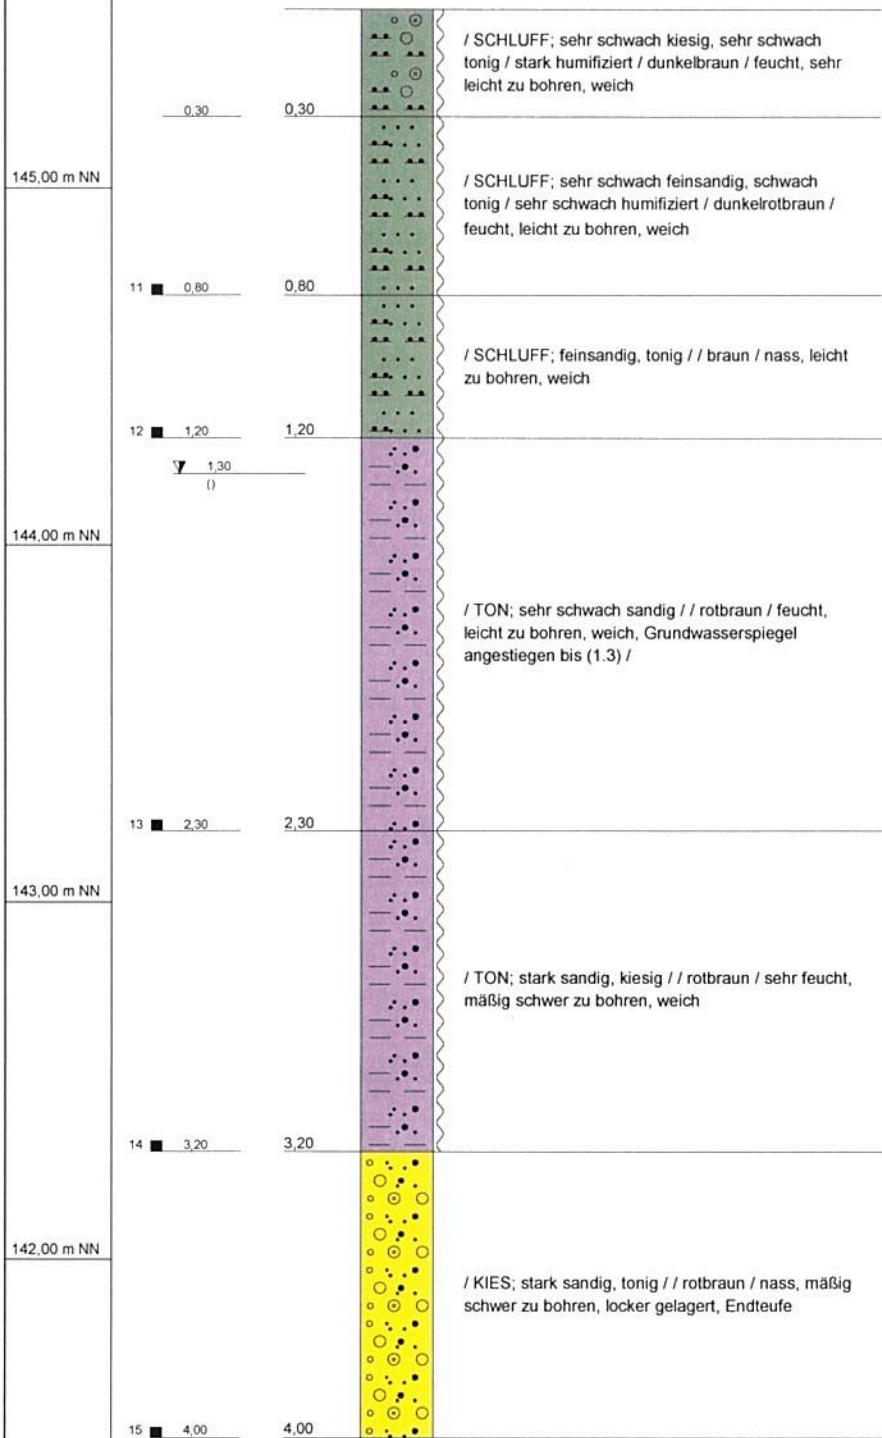 / SCHLUFF; sehr schwach kiesig, sehr schwach
tonig / stark humifiziert / dunkelbraun / feucht, sehr
leicht zu bohren, weich
0,30 0,30
145,00 m NN
/ SCHLUFF; sehr schwach feinsandig, schwach
tonig / sehr schwach humifiziert / dunkelrotbraun /
feucht, leicht zu bohren, weich
11 0,80 0,80
/ SCHLUFF; feinsandig, tonig / / braun / nass, leicht
zu bohren, weich
12 1,20 1,20
1,30
()
144,00 m NN
/ TON; sehr schwach sandig / / rotbraun / feucht,
leicht zu bohren, weich, Grundwasserspiegel
angestiegen bis (1.3) /
13 2,30 2,30
143,00 m NN
/ TON; stark sandig, kiesig / / rotbraun / sehr feucht,
mäßig schwer zu bohren, weich
14 3,20 3,20
142,00 m NN
/ KIES; stark sandig, tonig / / rotbraun / nass, mäßig
schwer zu bohren, locker gelagert, Endteufe
15 4,00 4,00